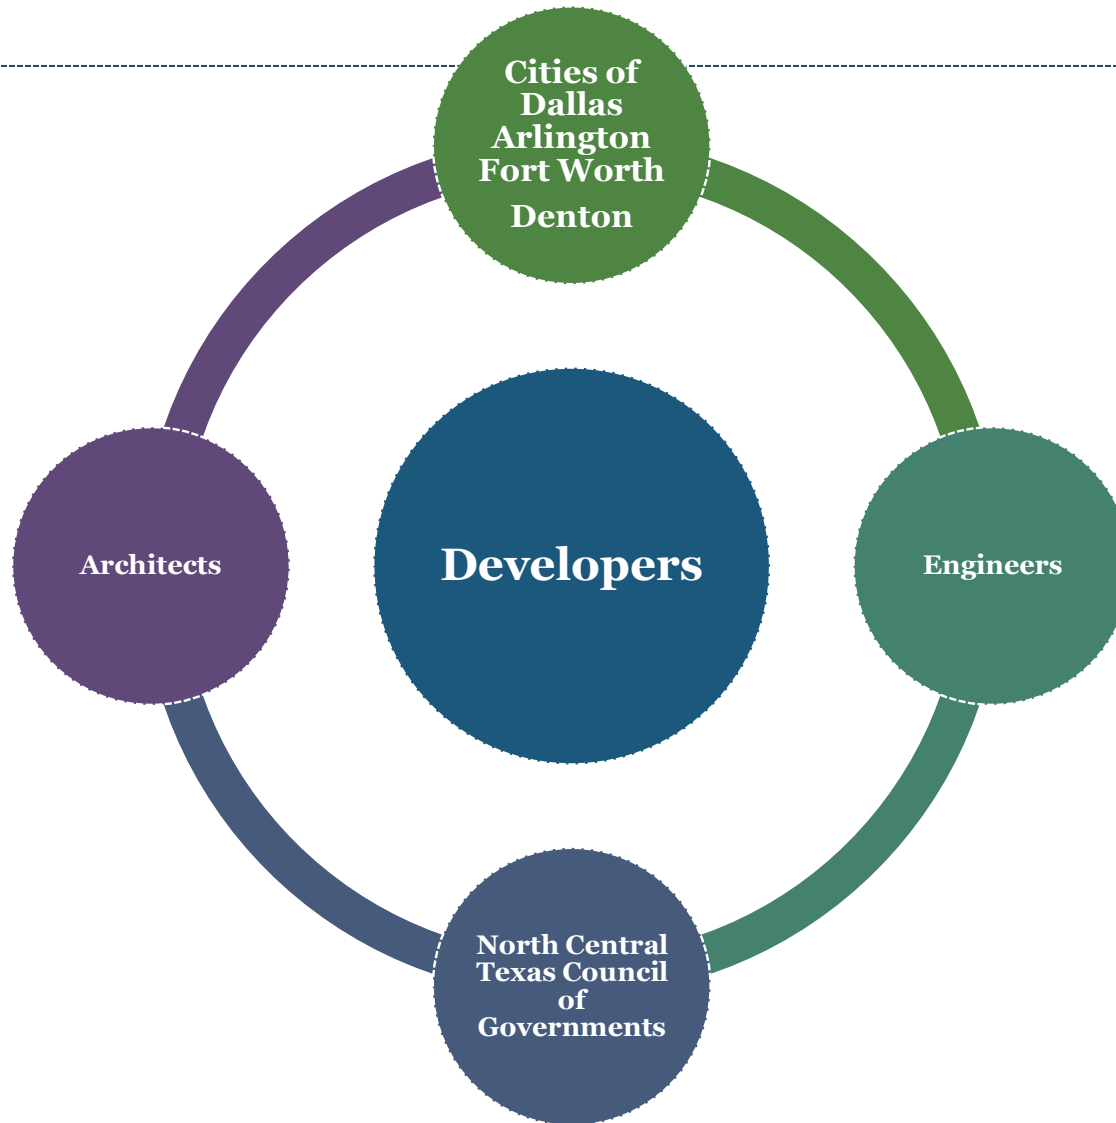 Cities of
Dallas
Arlington
Fort Worth
Denton
Architects
Developers
Engineers
North Central
Texas Council
of
Governments